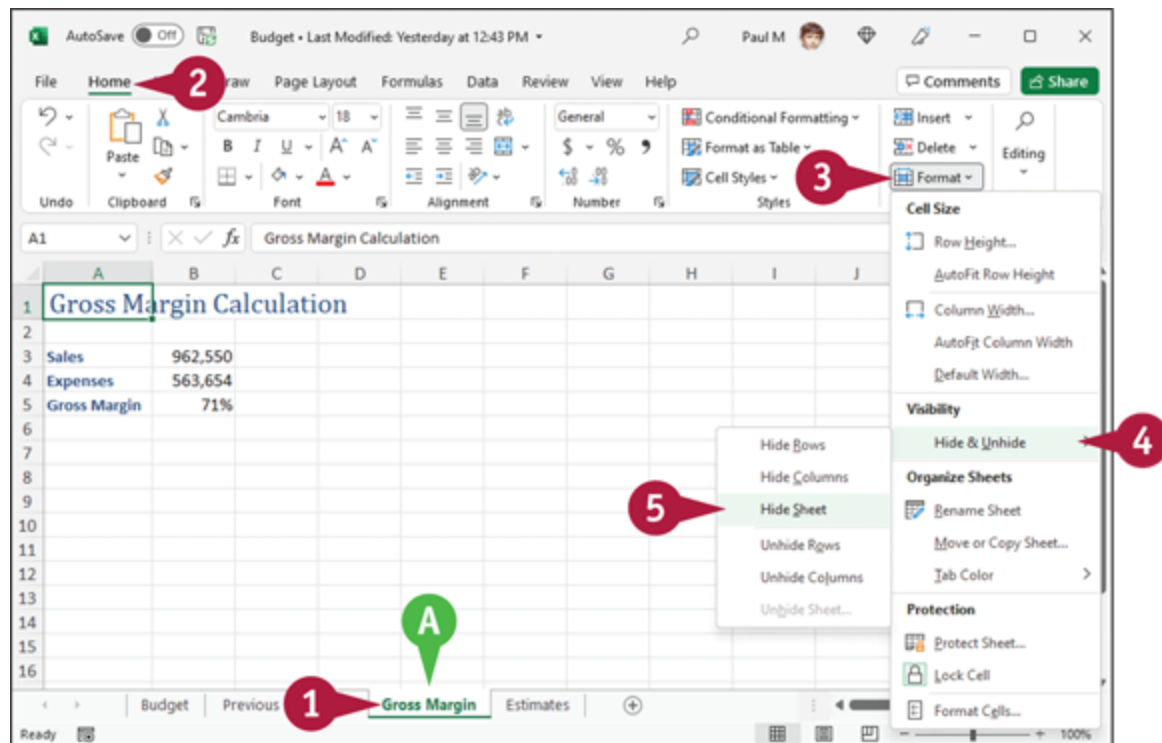 AutoSave Off Budget • Last Modified: Yesterday at 12:43 PM Paul M
File Home 2 raw Page Layout Formulas Data Review View Help Comments Share
Cambria 18 General Conditional Formatting Insert
Paste B I U A A $ % 9 Format as Table Delete Editing
A Cell Styles 3 Format
Undo Clipboard Font Alignment Number Styles
Cell Size
A1 fx Gross Margin Calculation
Row Height...
A B C D E F G H I J
AutoFit Row Height
1 Gross Margin Calculation
Column Width...
2
AutoFit Column Width
3 Sales 962,550
4 Expenses 563,654
Default Width...
5 Gross Margin 71%
Visibility
6
Hide Rows Hide & Unhide 4
7
8 Hide Columns Organize Sheets
9 5 Hide Sheet Rename Sheet
10
11 Unhide Rows Move or Copy Sheet...
12 Unhide Columns Tab Color
13 Unhide Sheet... Protection
14 A
15 Protect Sheet...
16 Lock Cell
Budget Previous 1 Gross Margin Estimates Format Cells...
Ready 100%